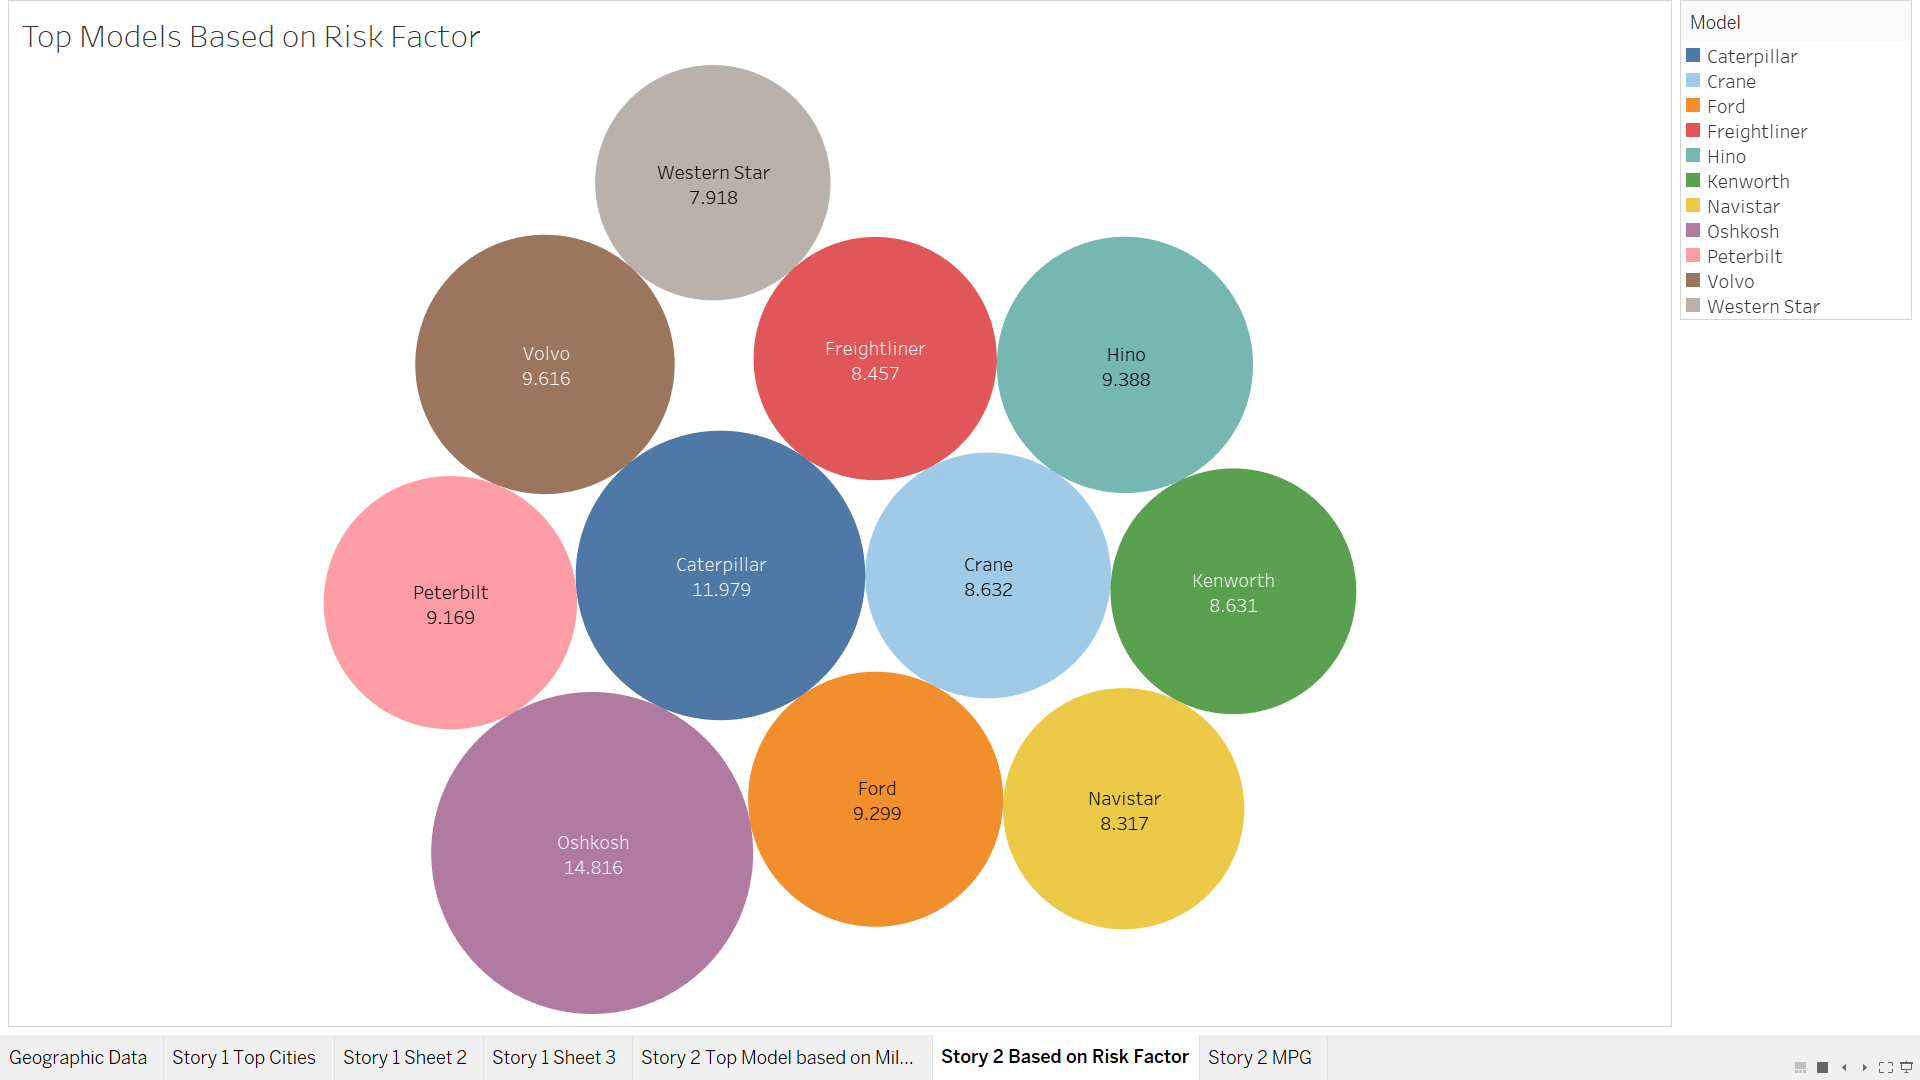 Top Models Based on Risk Factor
Western Star
7.918
Volvo
9.616
Freightliner
8.457
Hino
9.388
Peterbilt
9.169
Caterpillar
11.979
Crane
8.632
Kenworth
8.631
Oshkosh
14.816
Ford
9.299
Navistar
8.317
Model
Caterpillar
Crane
Ford
Freightliner
Hino
Kenworth
Navistar
Oshkosh
Peterbilt
Volvo
Western Star
Geographic Data
Story 1 Top Cities
Story 1 Sheet 2
Story 1 Sheet 3
Story 2 Top Model based on Mil...
Story 2 Based on Risk Factor
Story 2 MPG